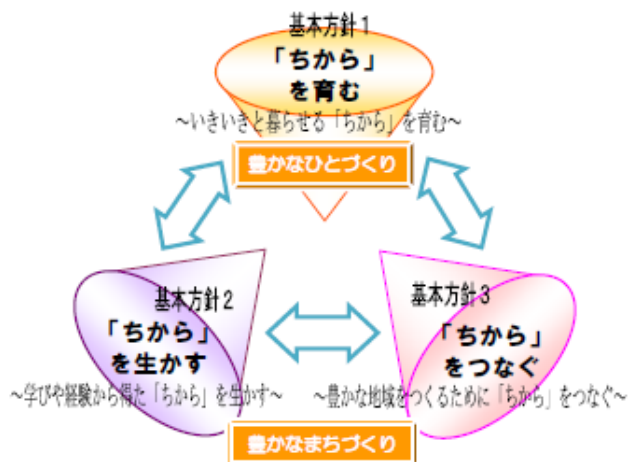 基本方針1
「ちから」
を育む
～いきいきと暮らせる「ちから」を育む～
豊かなひとづくり
基本方針2
「ちから」
を生かす
～学びや経験から得た「ちから」を生かす～
基本方針3
「ちから」
をつなぐ
～豊かな地域をつくるために「ちから」をつなぐ～
豊かなまちづくり